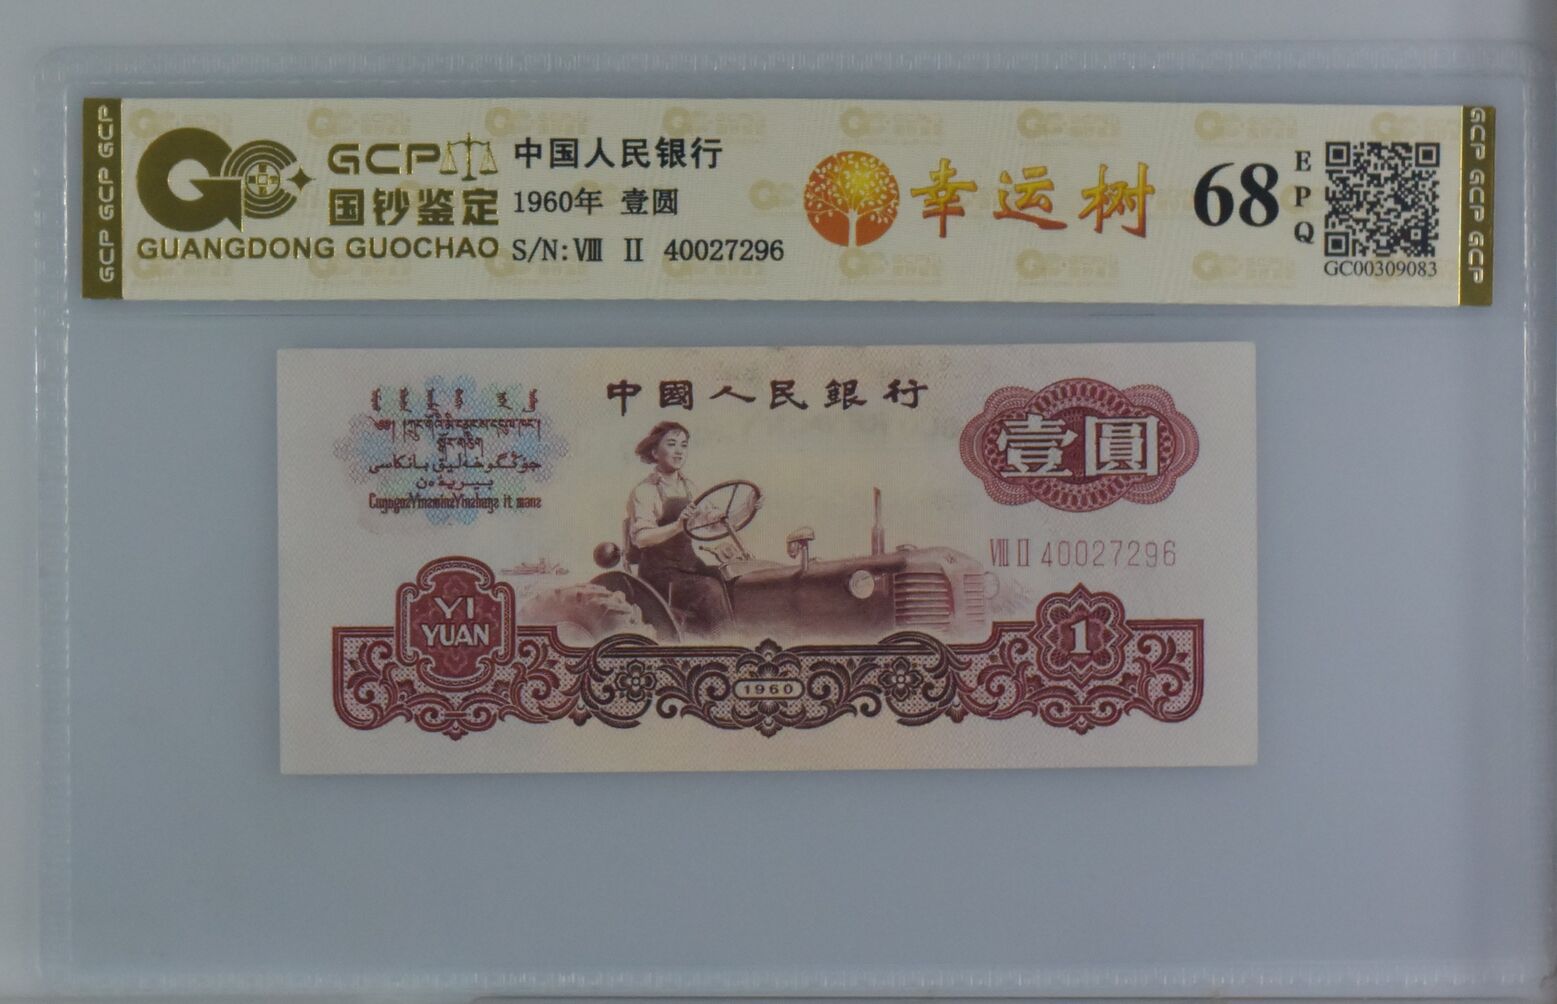 GCP GCP GCP
GCP
国钞鉴定
GUANGDONG GUOCHAO
中国人民银行
1960年 壹圆
S/N: Ⅷ Ⅱ 40027296
幸运树
68
EPQ
GC00309083
GCP GCP GCP
中國人民銀行
壹圓
Ⅷ Ⅱ 40027296
YI
YUAN
1960
1